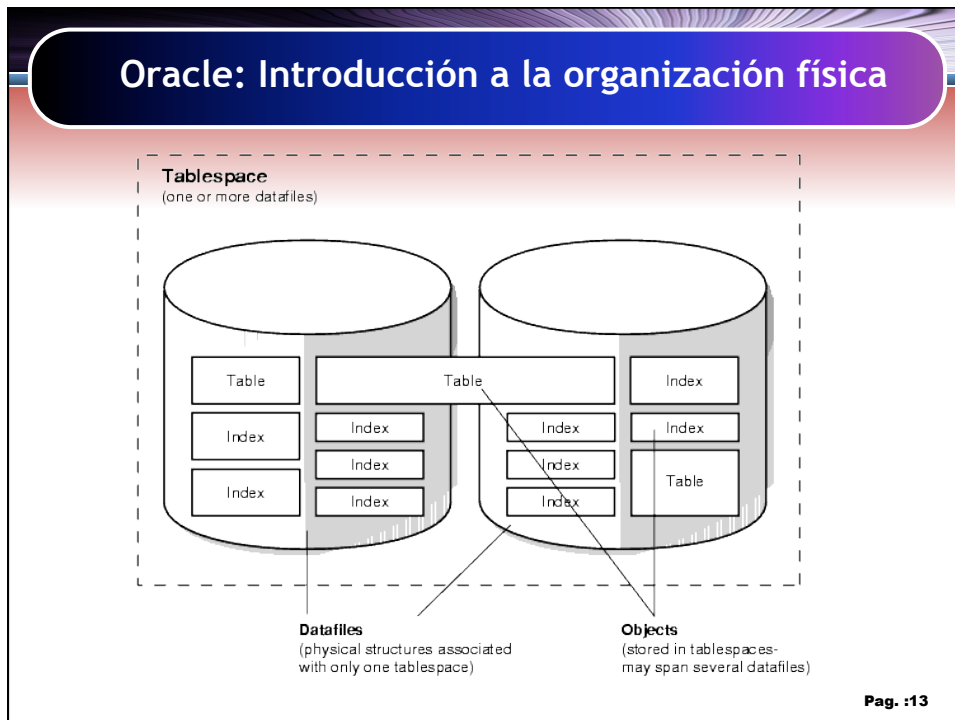 Oracle: Introducción a la organización física
Tablespace
(one or more datafiles)
Table
Table
Index
Index
Index
Index
Index
Index
Index
Index
Table
Index
Index
Datafiles
(physical structures associated
with only one tablespace)
Objects
(stored in tablespaces-
may span several datafiles)
Pag. :13